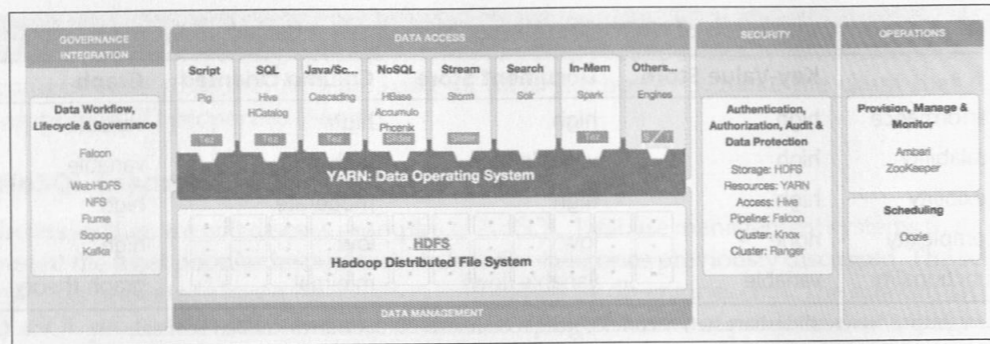 GOVERNANCE
INTEGRATION
Data Workflow,
Lifecycle & Governance
Falcon
WebHDFS
NFS
Flume
Sqoop
Kafka
DATA ACCESS
Script
Pig
Tez
SQL
Hive
HCatalog
Tez
Java/Sc...
Cascading
Tez
NoSQL
HBase
Accumulo
Phoenix
Slider
Stream
Storm
Slider
Search
Solr
In-Mem
Spark
Tez
Others...
Engines
YARN: Data Operating System
HDFS
Hadoop Distributed File System
DATA MANAGEMENT
SECURITY
Authentication,
Authorization, Audit &
Data Protection
Storage: HDFS
Resources: YARN
Access: Hive
Pipeline: Falcon
Cluster: Knox
Cluster: Ranger
OPERATIONS
Provision, Manage &
Monitor
Ambari
ZooKeeper
Scheduling
Oozie